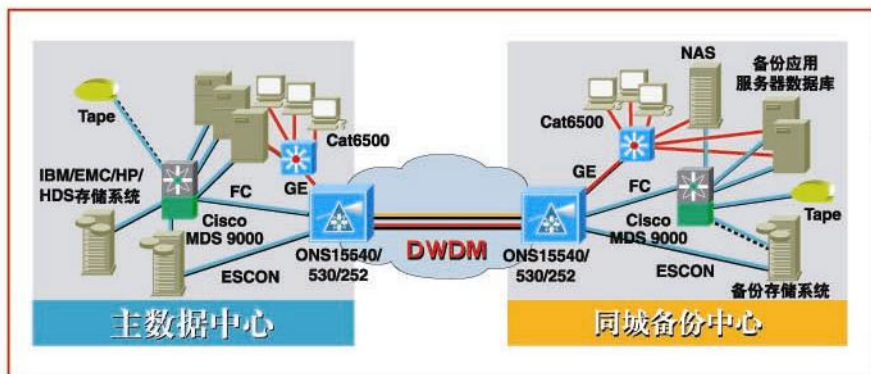 Tape
Cat6500
IBM/EMC/HP/
HDS存储系统
FC
GE
Cisco
MDS 9000
ESCON
ONS15540/
530/252
主数据中心
DWDM
NAS
备份应用
服务器数据库
Cat6500
GE
FC
Cisco
MDS 9000
Tape
ONS15540/
530/252
ESCON
备份存储系统
同城备份中心